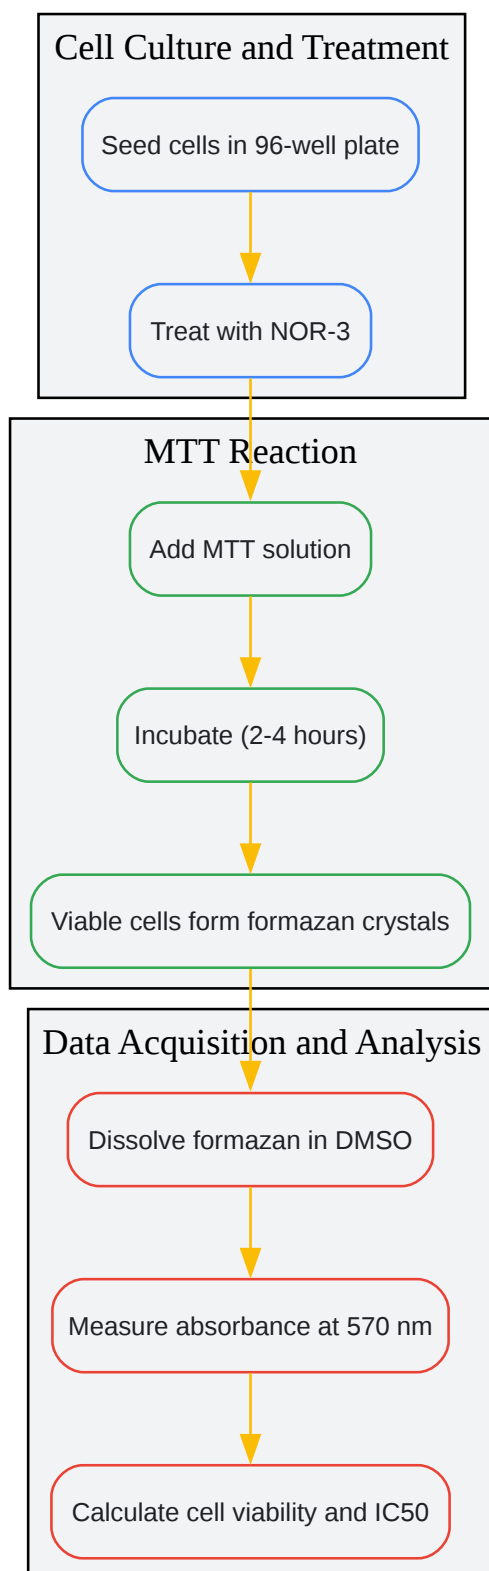 Cell Culture and Treatment
Seed cells in 96-well plate
Treat with NOR-3
MTT Reaction
Add MTT solution
Incubate (2-4 hours)
Viable cells form formazan crystals
Data Acquisition and Analysis
Dissolve formazan in DMSO
Measure absorbance at 570 nm
Calculate cell viability and IC50